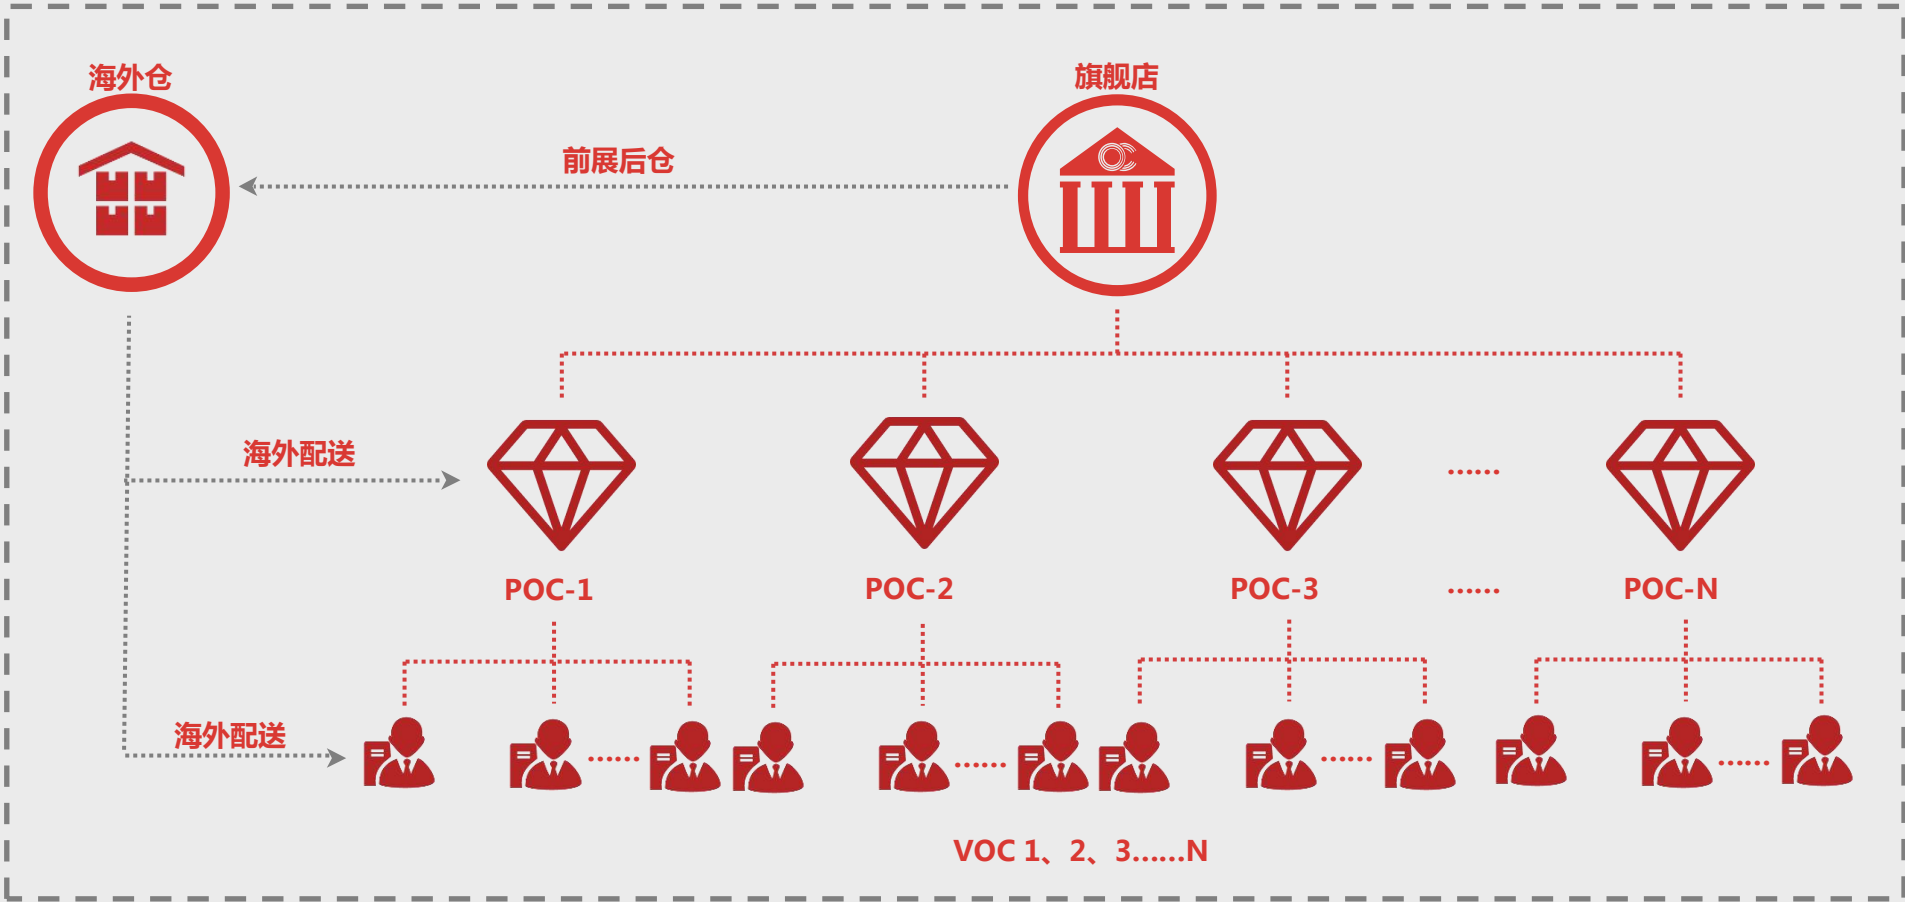 海外仓
旗舰店
前展后仓
海外配送
POC-1
POC-2
POC-3
......
POC-N
海外配送
VOC 1、2、3......N